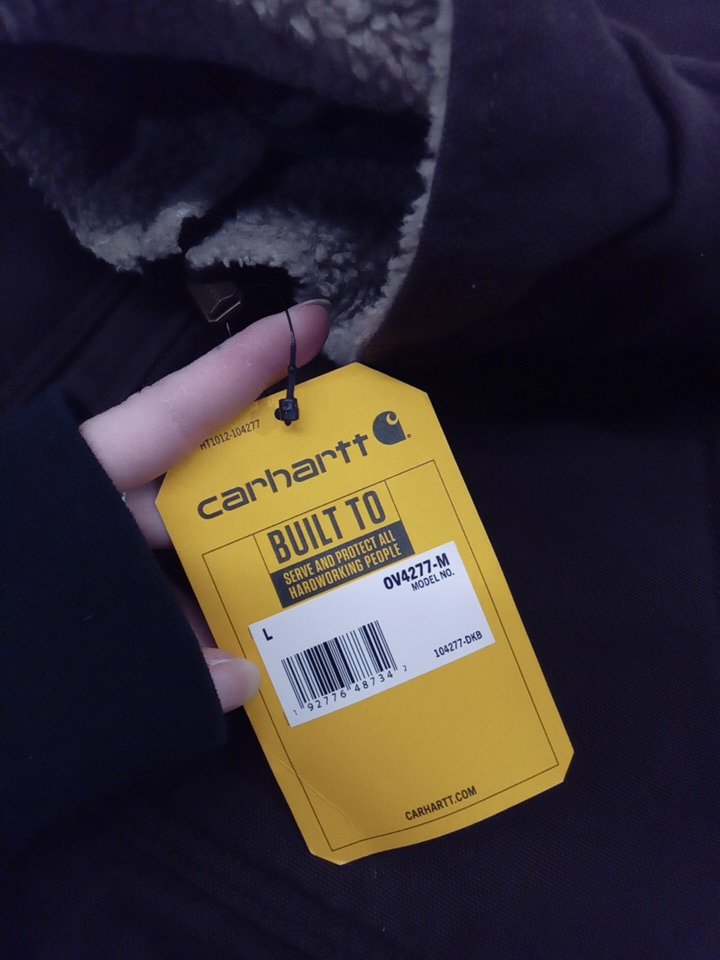 HT1012-104277
carhartt
BUILT TO
SERVE AND PROTECT ALL
HARDWORKING PEOPLE
OV4277-M
MODEL NO.
L
1 92776 48734 2
104277-DKB
CARHARTT.COM